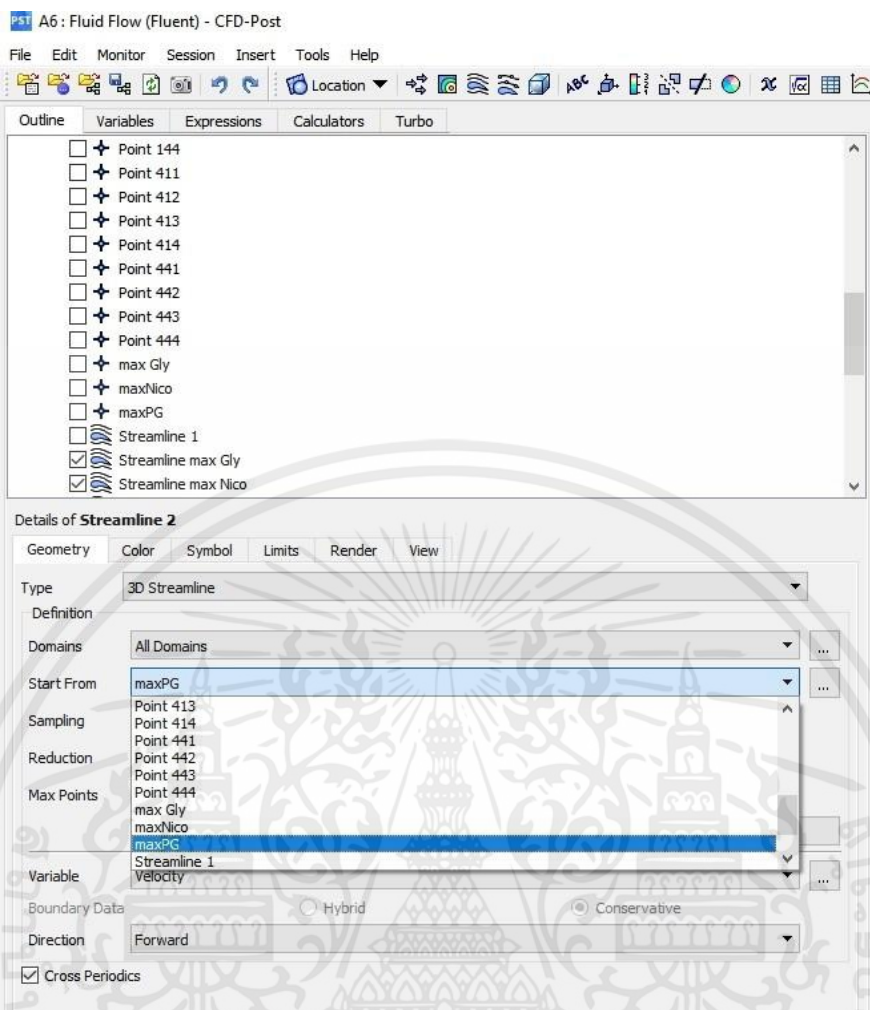 PST A6 : Fluid Flow (Fluent) - CFD-Post
File Edit Monitor Session Insert Tools Help
Location
Outline Variables Expressions Calculators Turbo
Point 144
Point 411
Point 412
Point 413
Point 414
Point 441
Point 442
Point 443
Point 444
max Gly
maxNico
maxPG
Streamline 1
Streamline max Gly
Streamline max Nico
Details of Streamline 2
Geometry Color Symbol Limits Render View
Type 3D Streamline
Definition
Domains All Domains ...
Start From maxPG ...
Point 413
Sampling Point 414
Point 441
Reduction Point 442
Point 443
Max Points Point 444
max Gly
maxNico
maxPG
Streamline 1
Variable Velocity ...
Boundary Data Hybrid Conservative
Direction Forward
Cross Periodics